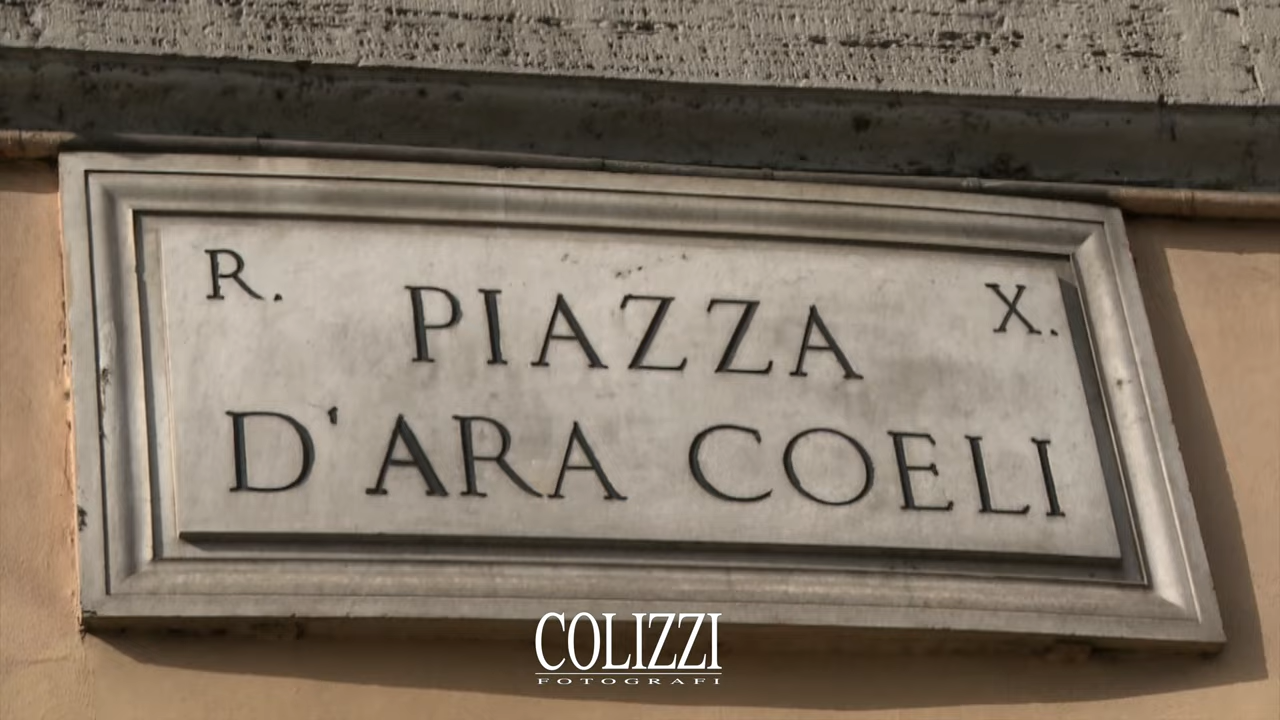 R. X.
PIAZZA
D'ARA COELI
COLIZZI
FOTOGRAFI